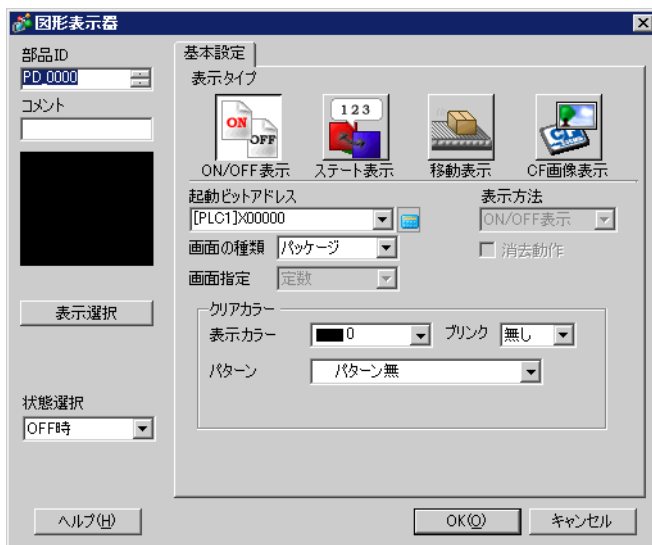 図形表示器
部品ID
PD_0000
コメント
表示選択
状態選択
OFF時
基本設定
表示タイプ
ON
OFF
123
ON/OFF表示 ステート表示 移動表示 CF画像表示
起動ビットアドレス 表示方法
[PLC1]X00000 ON/OFF表示
画面の種類 パッケージ 消去動作
画面指定 定数
クリアカラー
表示カラー 0 ブリンク 無し
パターン パターン無
ヘルプ(H) OK(O) キャンセル